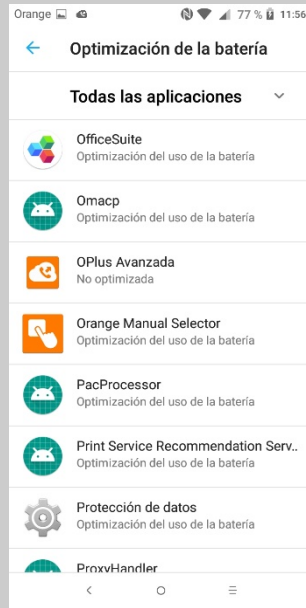 Orange 77 % 11:56
Optimización de la batería
Todas las aplicaciones
OfficeSuite
Optimización del uso de la batería
Omacp
Optimización del uso de la batería
OPlus Avanzada
No optimizada
Orange Manual Selector
Optimización del uso de la batería
PacProcessor
Optimización del uso de la batería
Print Service Recommendation Serv..
Optimización del uso de la batería
Protección de datos
Optimización del uso de la batería
ProxyHandler